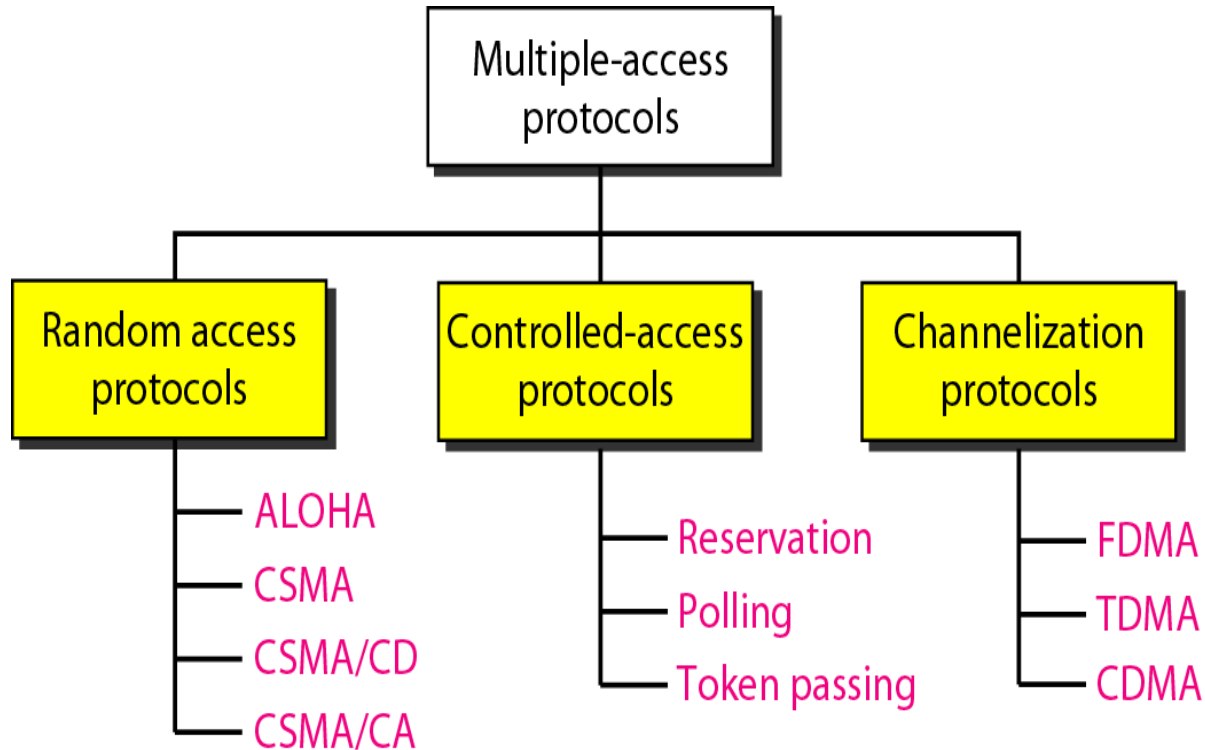 Multiple-access
protocols
Random access
protocols
Controlled-access
protocols
Channelization
protocols
ALOHA
CSMA
CSMA/CD
CSMA/CA
Reservation
Polling
Token passing
FDMA
TDMA
CDMA